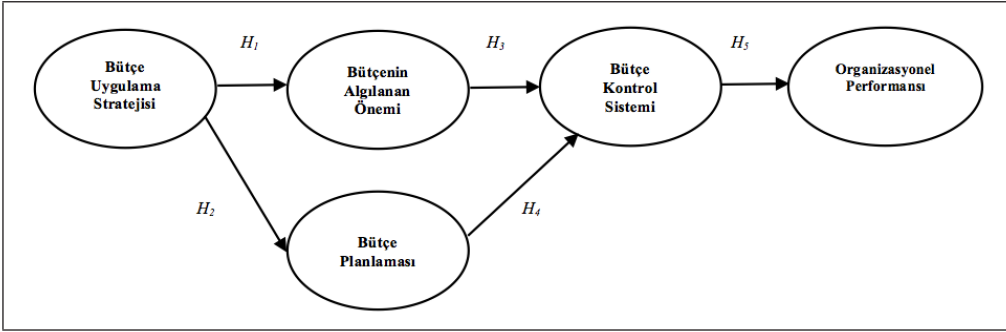 H1
H3
H5
Bütçe
Uygulama
Stratejisi
Bütçenin
Algılanan
Önemi
Bütçe
Kontrol
Sistemi
Organizasyonel
Performansı
H2
H4
Bütçe
Planlaması